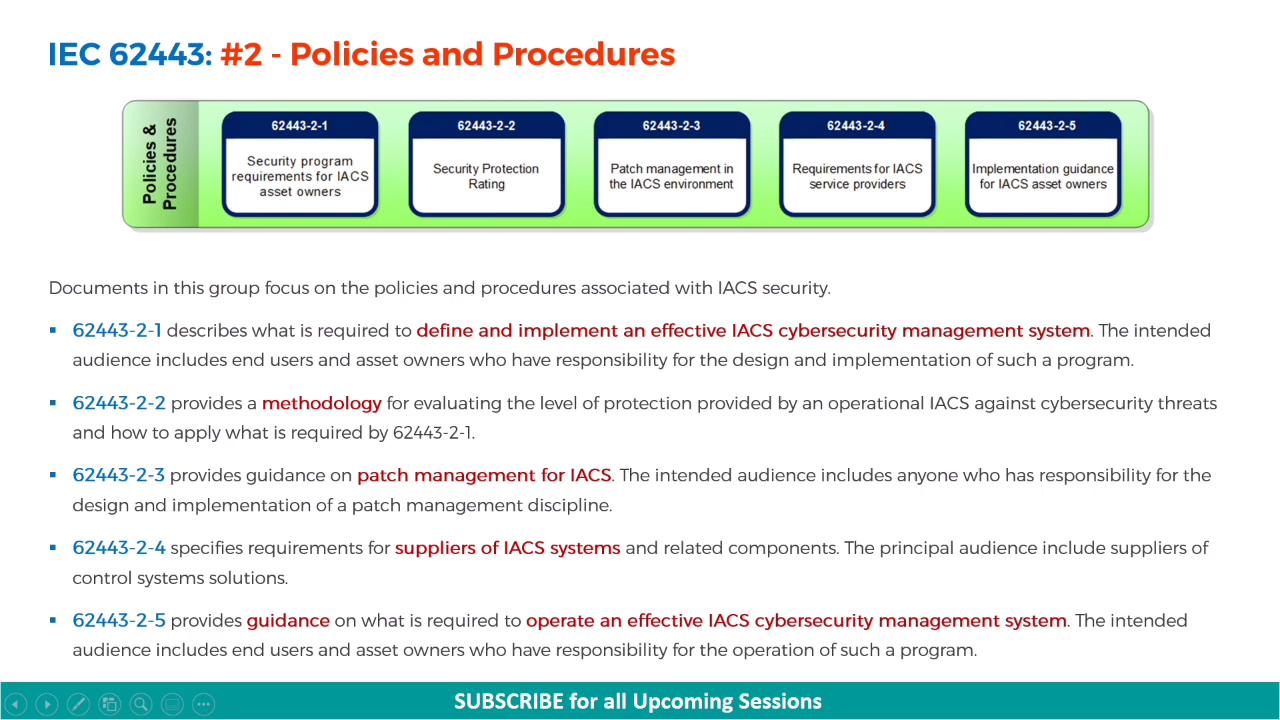 IEC 62443: #2 - Policies and Procedures
Policies &
Procedures
62443-2-1
Security program
requirements for IACS
asset owners
62443-2-2
Security Protection
Rating
62443-2-3
Patch management in
the IACS environment
62443-2-4
Requirements for IACS
service providers
62443-2-5
Implementation guidance
for IACS asset owners
Documents in this group focus on the policies and procedures associated with IACS security.
▪ 62443-2-1 describes what is required to define and implement an effective IACS cybersecurity management system. The intended
audience includes end users and asset owners who have responsibility for the design and implementation of such a program.
▪ 62443-2-2 provides a methodology for evaluating the level of protection provided by an operational IACS against cybersecurity threats
and how to apply what is required by 62443-2-1.
▪ 62443-2-3 provides guidance on patch management for IACS. The intended audience includes anyone who has responsibility for the
design and implementation of a patch management discipline.
▪ 62443-2-4 specifies requirements for suppliers of IACS systems and related components. The principal audience include suppliers of
control systems solutions.
▪ 62443-2-5 provides guidance on what is required to operate an effective IACS cybersecurity management system. The intended
audience includes end users and asset owners who have responsibility for the operation of such a program.
SUBSCRIBE for all Upcoming Sessions